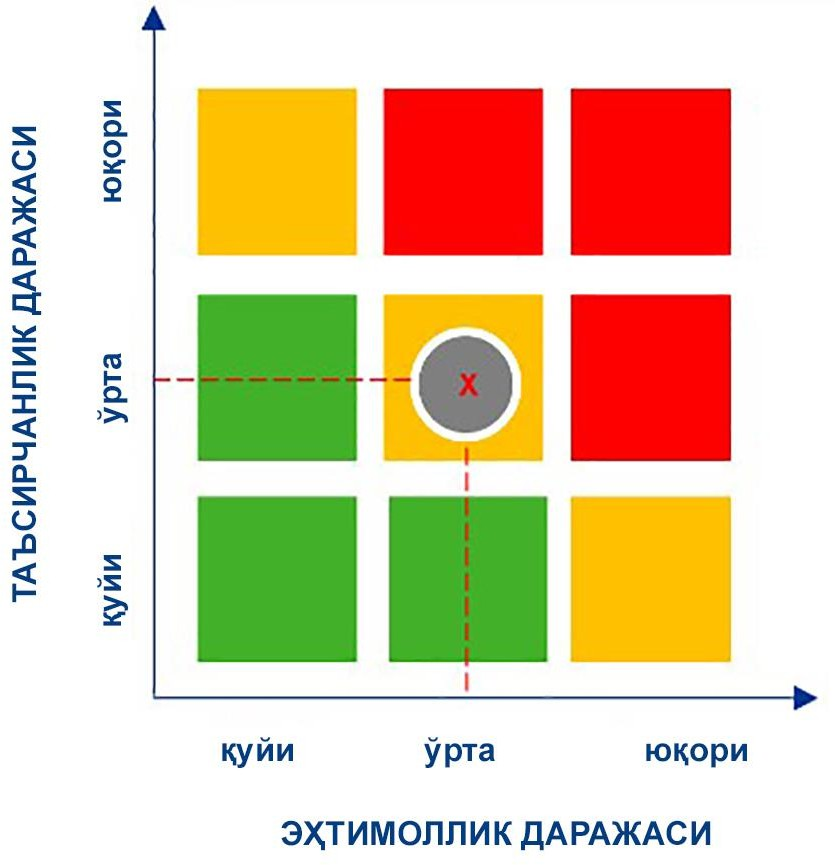 ТАЪСИРЧАНЛИК ДАРАЖАСИ
юқори
ўрта
қуйи
X
қуйи
ўрта
юқори
ЭҲТИМОЛЛИК ДАРАЖАСИ